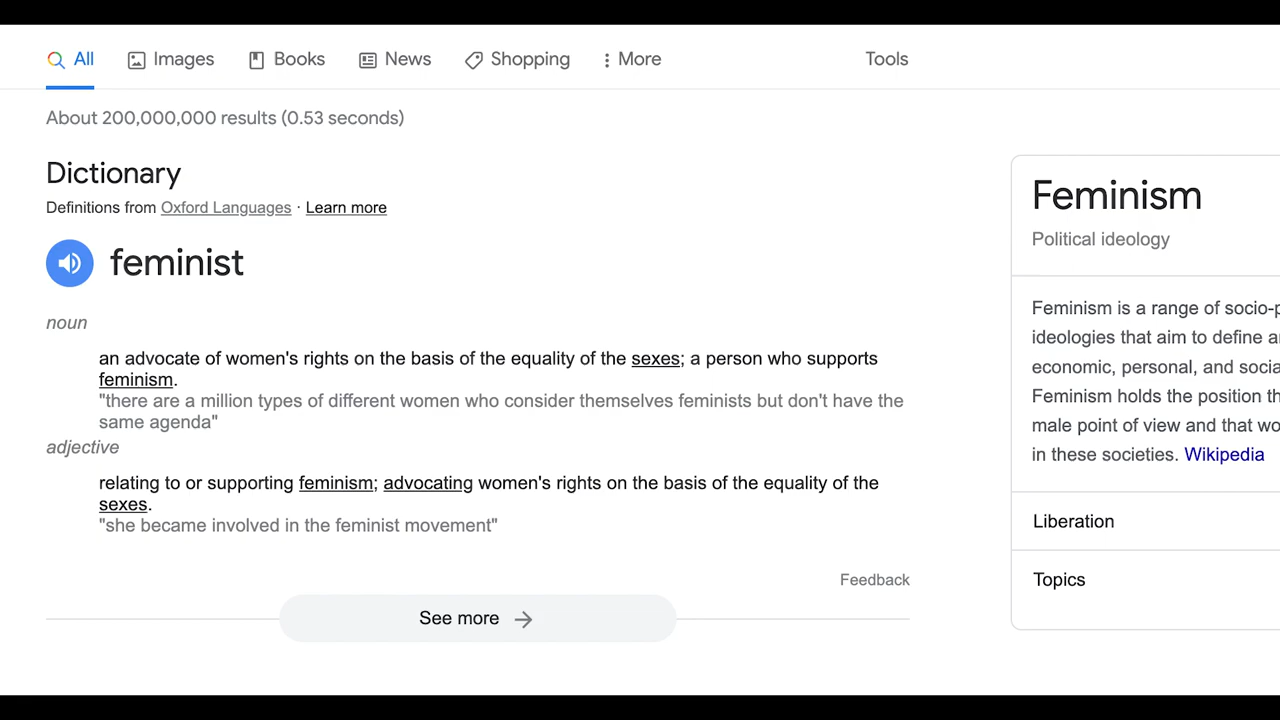 All Images Books News Shopping More Tools
About 200,000,000 results (0.53 seconds)
Dictionary
Definitions from Oxford Languages · Learn more
feminist
noun
an advocate of women's rights on the basis of the equality of the sexes; a person who supports
feminism.
"there are a million types of different women who consider themselves feminists but don't have the
same agenda"
adjective
relating to or supporting feminism; advocating women's rights on the basis of the equality of the
sexes.
"she became involved in the feminist movement"
Feedback
See more
Feminism
Political ideology
Feminism is a range of socio-p
ideologies that aim to define a
economic, personal, and socia
Feminism holds the position th
male point of view and that wo
in these societies. Wikipedia
Liberation
Topics